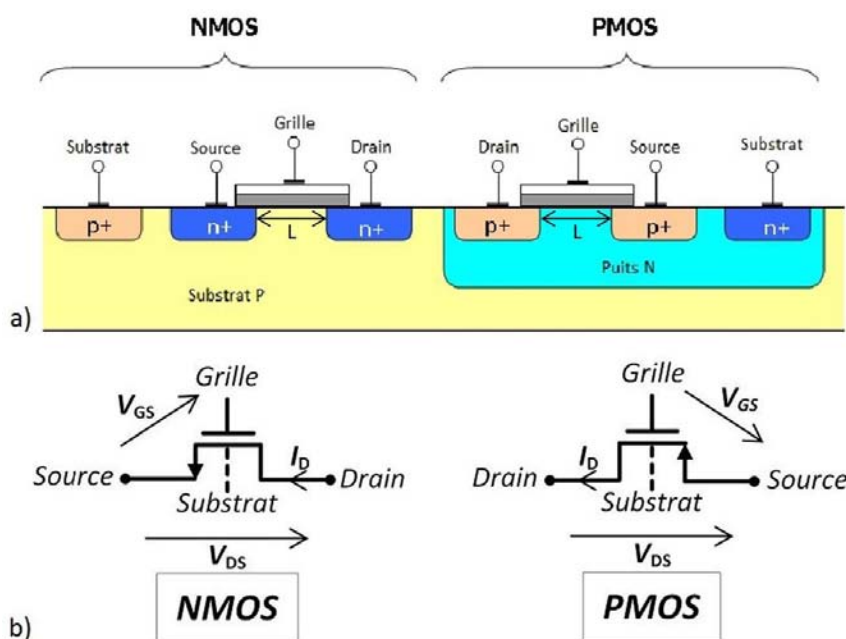 NMOS PMOS
Grille Grille
Substrat Source Drain Drain Source Substrat
p+ n+ n+ p+ p+ n+
L L
Puits N
Substrat P
a)
Grille Grille
VGS VGS
ID ID
Source Drain Drain Source
Substrat Substrat
VDS VDS
NMOS PMOS
b)